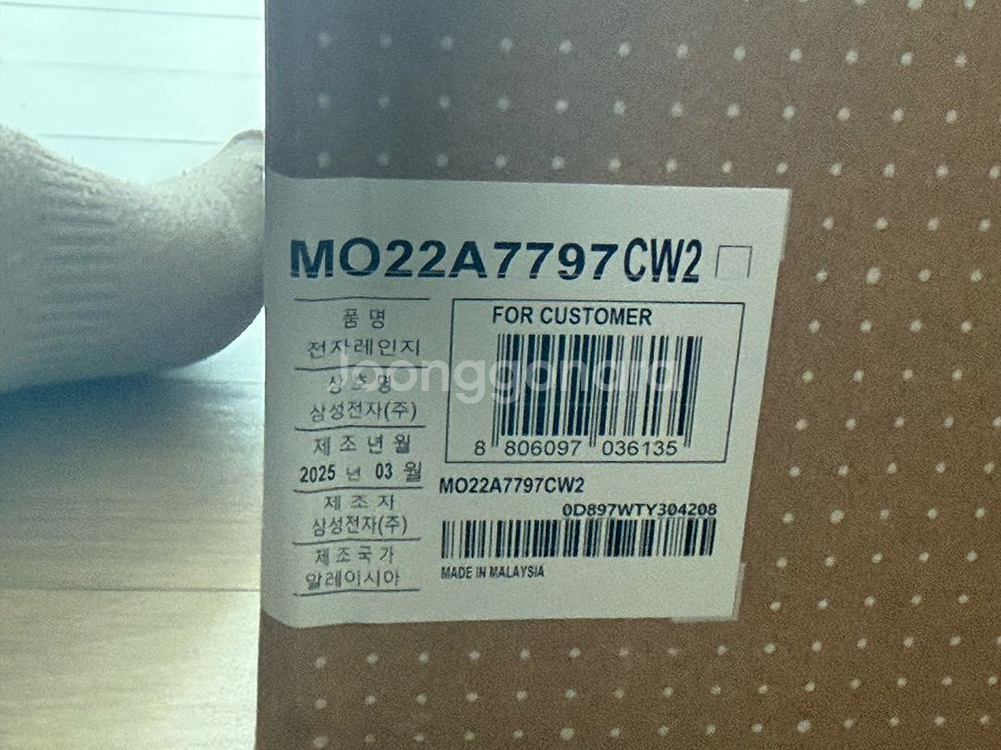 MO22A7797CW2
품 명
전자레인지
상 호 명
삼성전자(주)
제 조 년 월
2025 년 03 월
제 조 자
삼성전자(주)
제 조 국 가
말레이시아
FOR CUSTOMER
8 806097 036135
MO22A7797CW2
0D897WTY304208
MADE IN MALAYSIA
Joonggonara